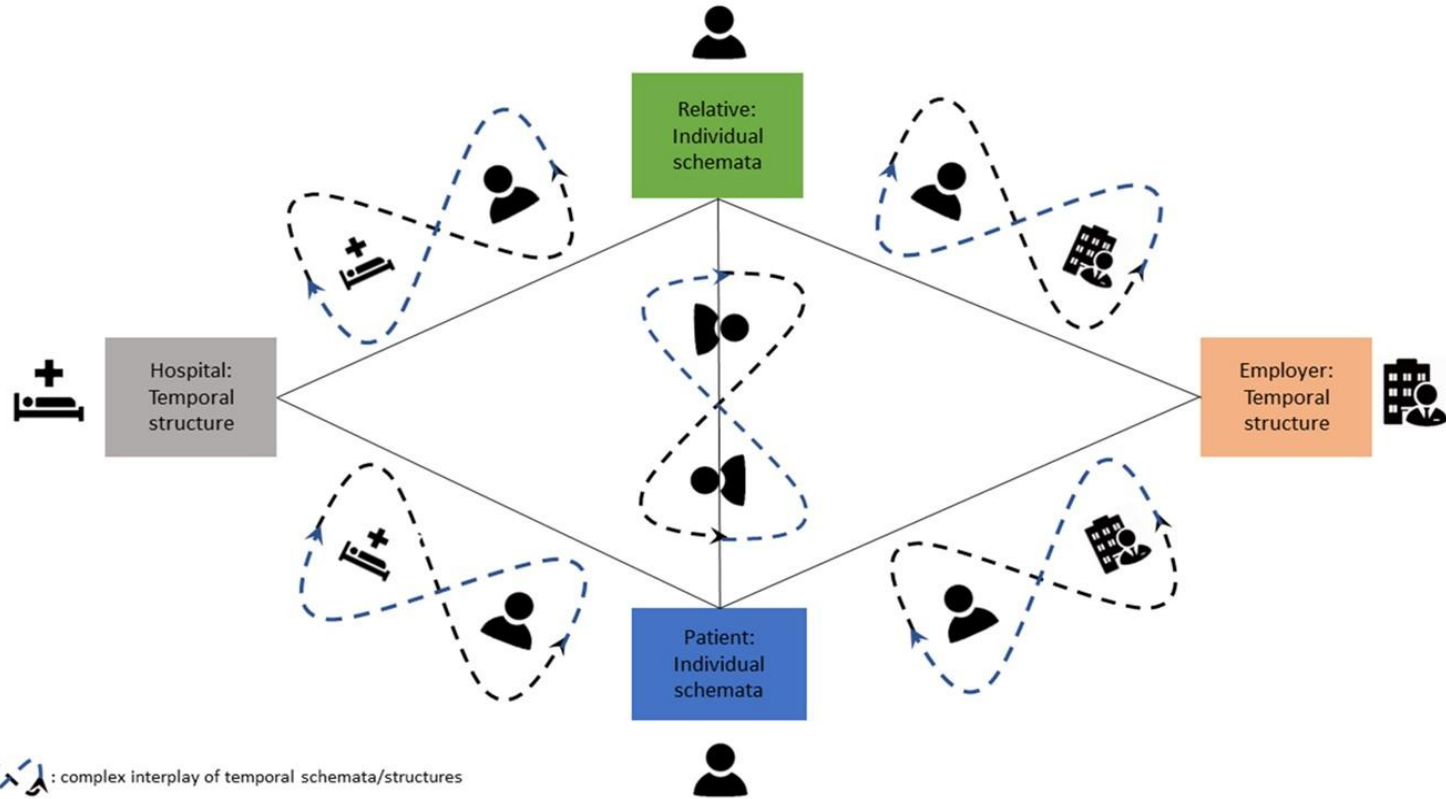 Relative:
Individual
schemata
Hospital:
Temporal
structure
Employer:
Temporal
structure
Patient:
Individual
schemata
: complex interplay of temporal schemata/structures